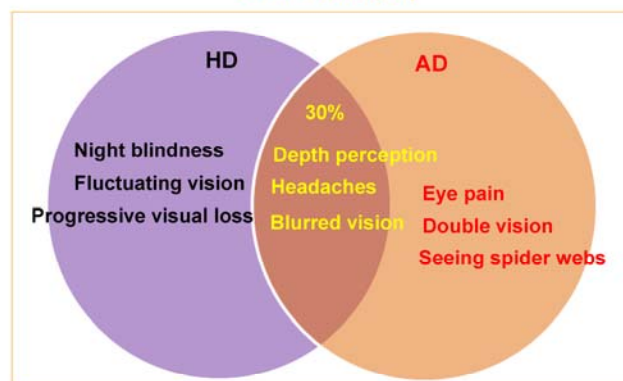 HD
AD
30%
Night blindness
Fluctuating vision
Progressive visual loss
Depth perception
Headaches
Blurred vision
Eye pain
Double vision
Seeing spider webs